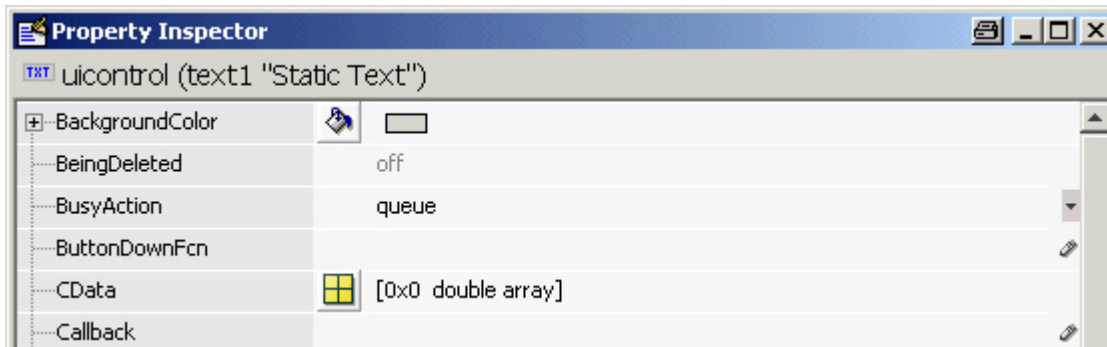 Property Inspector
TXT uicontrol (text1 "Static Text")
BackgroundColor
BeingDeleted off
BusyAction queue
ButtonDownFcn
CData [0x0 double array]
Callback